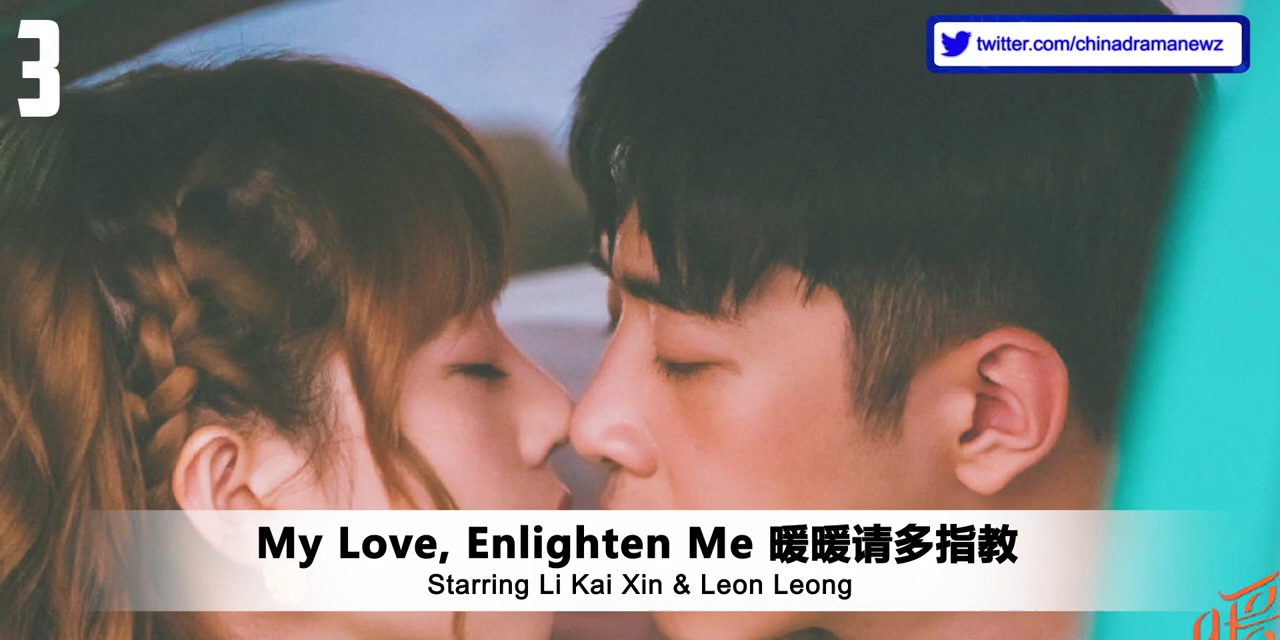 3
twitter.com/chinadramanewz
My Love, Enlighten Me 暖暖请多指教
Starring Li Kai Xin & Leon Leong
暖